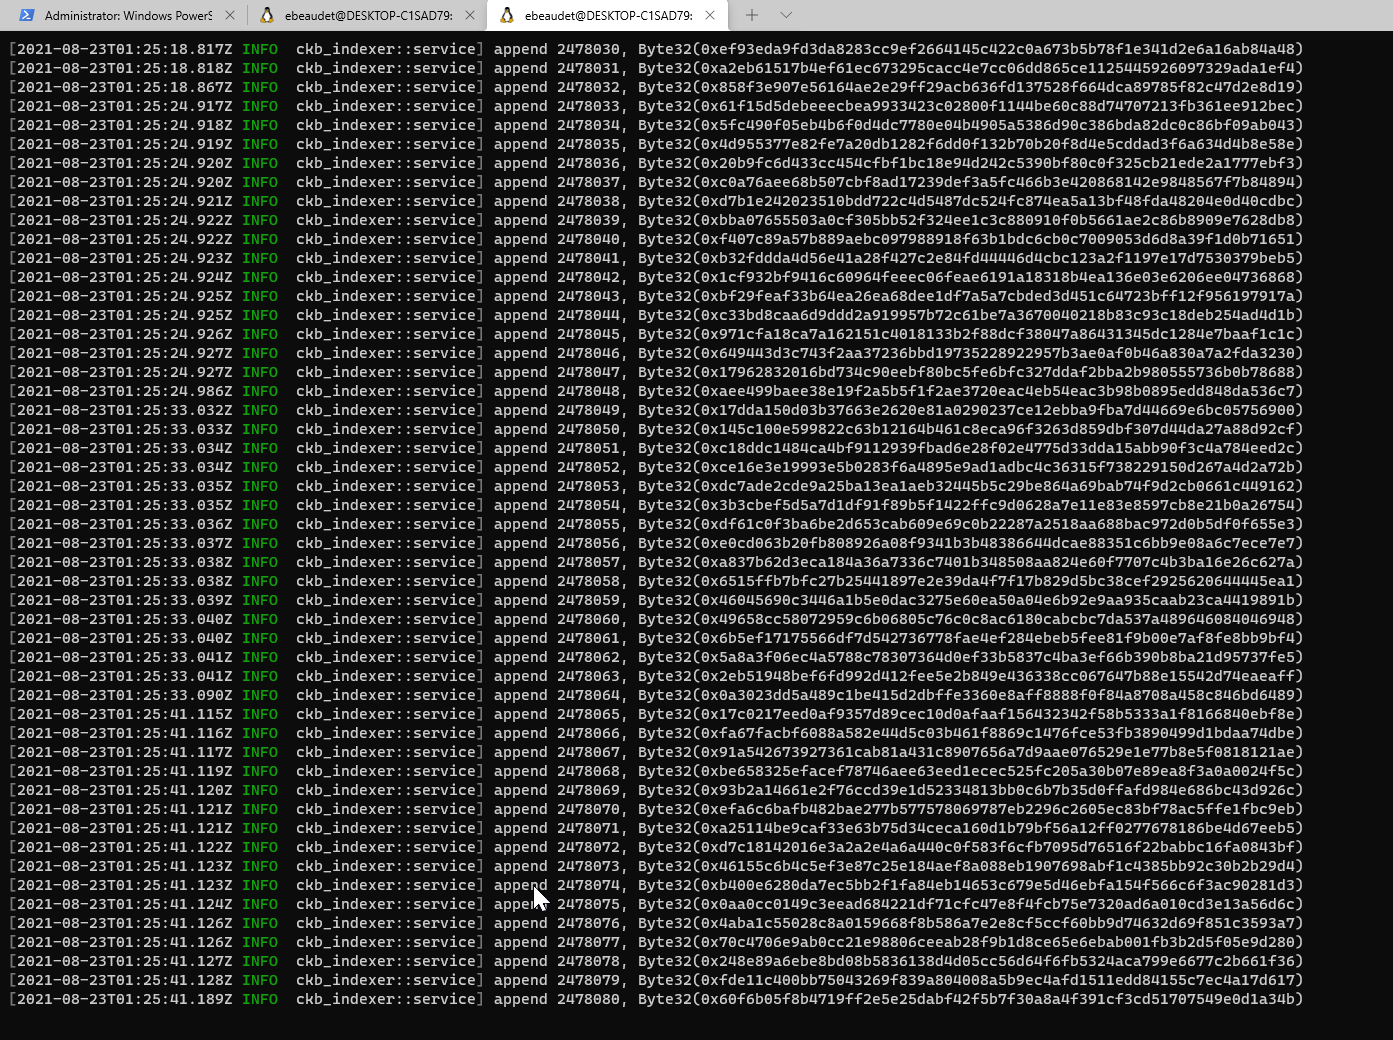 Administrator: Windows PowerS
ebeaudet@DESKTOP-C1SAD79:
ebeaudet@DESKTOP-C1SAD79:
[2021-08-23T01:25:18.817Z INFO  ckb_indexer::service] append 2478030, Byte32(0xef93eda9fd3da8283cc9ef2664145c422c0a673b5b78f1e341d2e6a16ab84a48)
[2021-08-23T01:25:18.818Z INFO  ckb_indexer::service] append 2478031, Byte32(0xa2eb61517b4ef61ec673295cacc4e7cc06dd865ce1125445926097329ada1ef4)
[2021-08-23T01:25:18.867Z INFO  ckb_indexer::service] append 2478032, Byte32(0x858f3e907e56164ae2e29ff29acb636fd137528f664dca89785f82c47d2e8d19)
[2021-08-23T01:25:24.917Z INFO  ckb_indexer::service] append 2478033, Byte32(0x61f15d5debeeecbea9933423c02800f1144be60c88d74707213fb361ee912bec)
[2021-08-23T01:25:24.918Z INFO  ckb_indexer::service] append 2478034, Byte32(0x5fc490f05eb4b6f0d4dc7780e04b4905a5386d90c386bda82dc0c86bf09ab043)
[2021-08-23T01:25:24.919Z INFO  ckb_indexer::service] append 2478035, Byte32(0x4d955377e82fe7a20db1282f6dd0f132b70b20f8d4e5cddad3f6a634d4b8e58e)
[2021-08-23T01:25:24.920Z INFO  ckb_indexer::service] append 2478036, Byte32(0x20b9fc6d433cc454cfbf1bc18e94d242c5390bf80c0f325cb21ede2a1777ebf3)
[2021-08-23T01:25:24.920Z INFO  ckb_indexer::service] append 2478037, Byte32(0xc0a76aee68b507cbf8ad17239def3a5fc466b3e420868142e9848567f7b84894)
[2021-08-23T01:25:24.921Z INFO  ckb_indexer::service] append 2478038, Byte32(0xd7b1e242023510bdd722c4d5487dc524fc874ea5a13bf48fda48204e0d40cdbc)
[2021-08-23T01:25:24.922Z INFO  ckb_indexer::service] append 2478039, Byte32(0xbba07655503a0cf305bb52f324ee1c3c880910f0b5661ae2c86b8909e7628db8)
[2021-08-23T01:25:24.922Z INFO  ckb_indexer::service] append 2478040, Byte32(0xf407c89a57b889aebc097988918f63b1bdc6cb0c7009053d6d8a39f1d0b71651)
[2021-08-23T01:25:24.923Z INFO  ckb_indexer::service] append 2478041, Byte32(0xb32fddda4d56e41a28f427c2e84fd44446d4cbc123a2f1197e17d7530379beb5)
[2021-08-23T01:25:24.924Z INFO  ckb_indexer::service] append 2478042, Byte32(0x1cf932bf9416c60964feeec06feae6191a18318b4ea136e03e6206ee04736868)
[2021-08-23T01:25:24.925Z INFO  ckb_indexer::service] append 2478043, Byte32(0xbf29feaf33b64ea26ea68dee1df7a5a7cbded3d451c64723bff12f956197917a)
[2021-08-23T01:25:24.925Z INFO  ckb_indexer::service] append 2478044, Byte32(0xc33bd8caa6d9ddd2a919957b72c61be7a3670040218b83c93c18deb254ad4d1b)
[2021-08-23T01:25:24.926Z INFO  ckb_indexer::service] append 2478045, Byte32(0x971cfa18ca7a162151c4018133b2f88dcf38047a86431345dc1284e7baaf1c1c)
[2021-08-23T01:25:24.927Z INFO  ckb_indexer::service] append 2478046, Byte32(0x649443d3c743f2aa37236bbd19735228922957b3ae0af0b46a830a7a2fda3230)
[2021-08-23T01:25:24.927Z INFO  ckb_indexer::service] append 2478047, Byte32(0x17962832016bd734c90eebf80bc5fe6bfc327ddaf2bba2b980555736b0b78688)
[2021-08-23T01:25:24.986Z INFO  ckb_indexer::service] append 2478048, Byte32(0xaee499baee38e19f2a5b5f1f2ae3720eac4eb54eac3b98b0895edd848da536c7)
[2021-08-23T01:25:33.032Z INFO  ckb_indexer::service] append 2478049, Byte32(0x17dda150d03b37663e2620e81a0290237ce12ebba9fba7d44669e6bc05756900)
[2021-08-23T01:25:33.033Z INFO  ckb_indexer::service] append 2478050, Byte32(0x145c100e599822c63b12164b461c8eca96f3263d859dbf307d44da27a88d92cf)
[2021-08-23T01:25:33.034Z INFO  ckb_indexer::service] append 2478051, Byte32(0xc18ddc1484ca4bf9112939fbad6e28f02e4775d33dda15abb90f3c4a784eed2c)
[2021-08-23T01:25:33.034Z INFO  ckb_indexer::service] append 2478052, Byte32(0xce16e3e19993e5b0283f6a4895e9ad1adbc4c36315f738229150d267a4d2a72b)
[2021-08-23T01:25:33.035Z INFO  ckb_indexer::service] append 2478053, Byte32(0xdc7ade2cde9a25ba13ea1aeb32445b5c29be864a69bab74f9d2cb0661c449162)
[2021-08-23T01:25:33.035Z INFO  ckb_indexer::service] append 2478054, Byte32(0x3b3cbef5d5a7d1df91f89b5f1422ffc9d0628a7e11e83e8597cb8e21b0a26754)
[2021-08-23T01:25:33.036Z INFO  ckb_indexer::service] append 2478055, Byte32(0xdf61c0f3ba6be2d653cab609e69c0b22287a2518aa688bac972d0b5df0f655e3)
[2021-08-23T01:25:33.037Z INFO  ckb_indexer::service] append 2478056, Byte32(0xe0cd063b20fb808926a08f9341b3b48386644dcae88351c6bb9e08a6c7ece7e7)
[2021-08-23T01:25:33.038Z INFO  ckb_indexer::service] append 2478057, Byte32(0xa837b62d3eca184a36a7336c7401b348508aa824e60f7707c4b3ba16e26c627a)
[2021-08-23T01:25:33.038Z INFO  ckb_indexer::service] append 2478058, Byte32(0x6515ffb7bfc27b25441897e2e39da4f7f17b829d5bc38cef2925620644445ea1)
[2021-08-23T01:25:33.039Z INFO  ckb_indexer::service] append 2478059, Byte32(0x46045690c3446a1b5e0dac3275e60ea50a04e6b92e9aa935caab23ca4419891b)
[2021-08-23T01:25:33.040Z INFO  ckb_indexer::service] append 2478060, Byte32(0x49658cc58072959c6b06805c76c0c8ac6180cabcbc7da537a489646084046948)
[2021-08-23T01:25:33.040Z INFO  ckb_indexer::service] append 2478061, Byte32(0x6b5ef17175566df7d542736778fae4ef284ebeb5fee81f9b00e7af8fe8bb9bf4)
[2021-08-23T01:25:33.041Z INFO  ckb_indexer::service] append 2478062, Byte32(0x5a8a3f06ec4a5788c78307364d0ef33b5837c4ba3ef66b390b8ba21d95737fe5)
[2021-08-23T01:25:33.041Z INFO  ckb_indexer::service] append 2478063, Byte32(0x2eb51948bef6fd992d412fee5e2b849e436338cc067647b88e15542d74eaeaff)
[2021-08-23T01:25:33.090Z INFO  ckb_indexer::service] append 2478064, Byte32(0x0a3023dd5a489c1be415d2dbffe3360e8aff8888f0f84a8708a458c846bd6489)
[2021-08-23T01:25:41.115Z INFO  ckb_indexer::service] append 2478065, Byte32(0x17c0217eed0af9357d89cec10d0afaaf156432342f58b5333a1f8166840ebf8e)
[2021-08-23T01:25:41.116Z INFO  ckb_indexer::service] append 2478066, Byte32(0xfa67facbf6088a582e44d5c03b461f8869c1476fce53fb3890499d1bdaa74dbe)
[2021-08-23T01:25:41.117Z INFO  ckb_indexer::service] append 2478067, Byte32(0x91a542673927361cab81a431c8907656a7d9aae076529e1e77b8e5f0818121ae)
[2021-08-23T01:25:41.119Z INFO  ckb_indexer::service] append 2478068, Byte32(0xbe658325efacef78746aee63eed1ecec525fc205a30b07e89ea8f3a0a0024f5c)
[2021-08-23T01:25:41.120Z INFO  ckb_indexer::service] append 2478069, Byte32(0x93b2a14661e2f76ccd39e1d52334813bb0c6b7b35d0ffafd984e686bc43d926c)
[2021-08-23T01:25:41.121Z INFO  ckb_indexer::service] append 2478070, Byte32(0xefa6c6bafb482bae277b577578069787eb2296c2605ec83bf78ac5ffe1fbc9eb)
[2021-08-23T01:25:41.121Z INFO  ckb_indexer::service] append 2478071, Byte32(0xa25114be9caf33e63b75d34ceca160d1b79bf56a12ff0277678186be4d67eeb5)
[2021-08-23T01:25:41.122Z INFO  ckb_indexer::service] append 2478072, Byte32(0xd7c18142016e3a2a2e4a6a440c0f583f6cfb7095d76516f22babbc16fa0843bf)
[2021-08-23T01:25:41.123Z INFO  ckb_indexer::service] append 2478073, Byte32(0x46155c6b4c5ef3e87c25e184aef8a088eb1907698abf1c4385bb92c30b2b29d4)
[2021-08-23T01:25:41.123Z INFO  ckb_indexer::service] append 2478074, Byte32(0xb400e6280da7ec5bb2f1fa84eb14653c679e5d46ebfa154f566c6f3ac90281d3)
[2021-08-23T01:25:41.124Z INFO  ckb_indexer::service] append 2478075, Byte32(0x0aa0cc0149c3eead684221df71cfc47e8f4fcb75e7320ad6a010cd3e13a56d6c)
[2021-08-23T01:25:41.126Z INFO  ckb_indexer::service] append 2478076, Byte32(0x4aba1c55028c8a0159668f8b586a7e2e8cf5ccf60bb9d74632d69f851c3593a7)
[2021-08-23T01:25:41.126Z INFO  ckb_indexer::service] append 2478077, Byte32(0x70c4706e9ab0cc21e98806ceeab28f9b1d8ce65e6ebab001fb3b2d5f05e9d280)
[2021-08-23T01:25:41.127Z INFO  ckb_indexer::service] append 2478078, Byte32(0x248e89a6ebe8bd08b5836138d4d05cc56d64f6fb5324aca799e6677c2b661f36)
[2021-08-23T01:25:41.128Z INFO  ckb_indexer::service] append 2478079, Byte32(0xfde11c400bb75043269f839a804008a5b9ec4afd1511edd84155c7ec4a17d617)
[2021-08-23T01:25:41.189Z INFO  ckb_indexer::service] append 2478080, Byte32(0x60f6b05f8b4719ff2e5e25dabf42f5b7f30a8a4f391cf3cd51707549e0d1a34b)